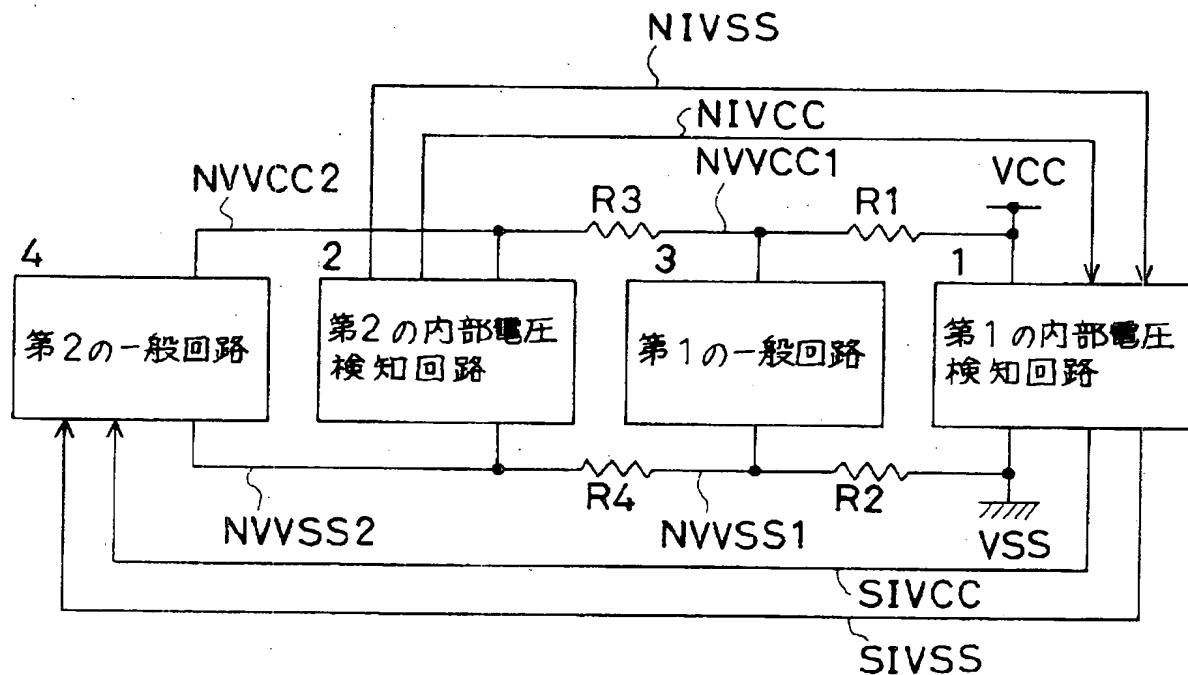 NIVSS
NIVCC
NVVCC2
NVVCC1
VCC
R3
R1
4
2
3
1
第2の一般回路
第2の内部電圧
検知回路
第1の一般回路
第1の内部電圧
検知回路
R4
R2
NVVSS2
NVVSS1
VSS
SIVCC
SIVSS